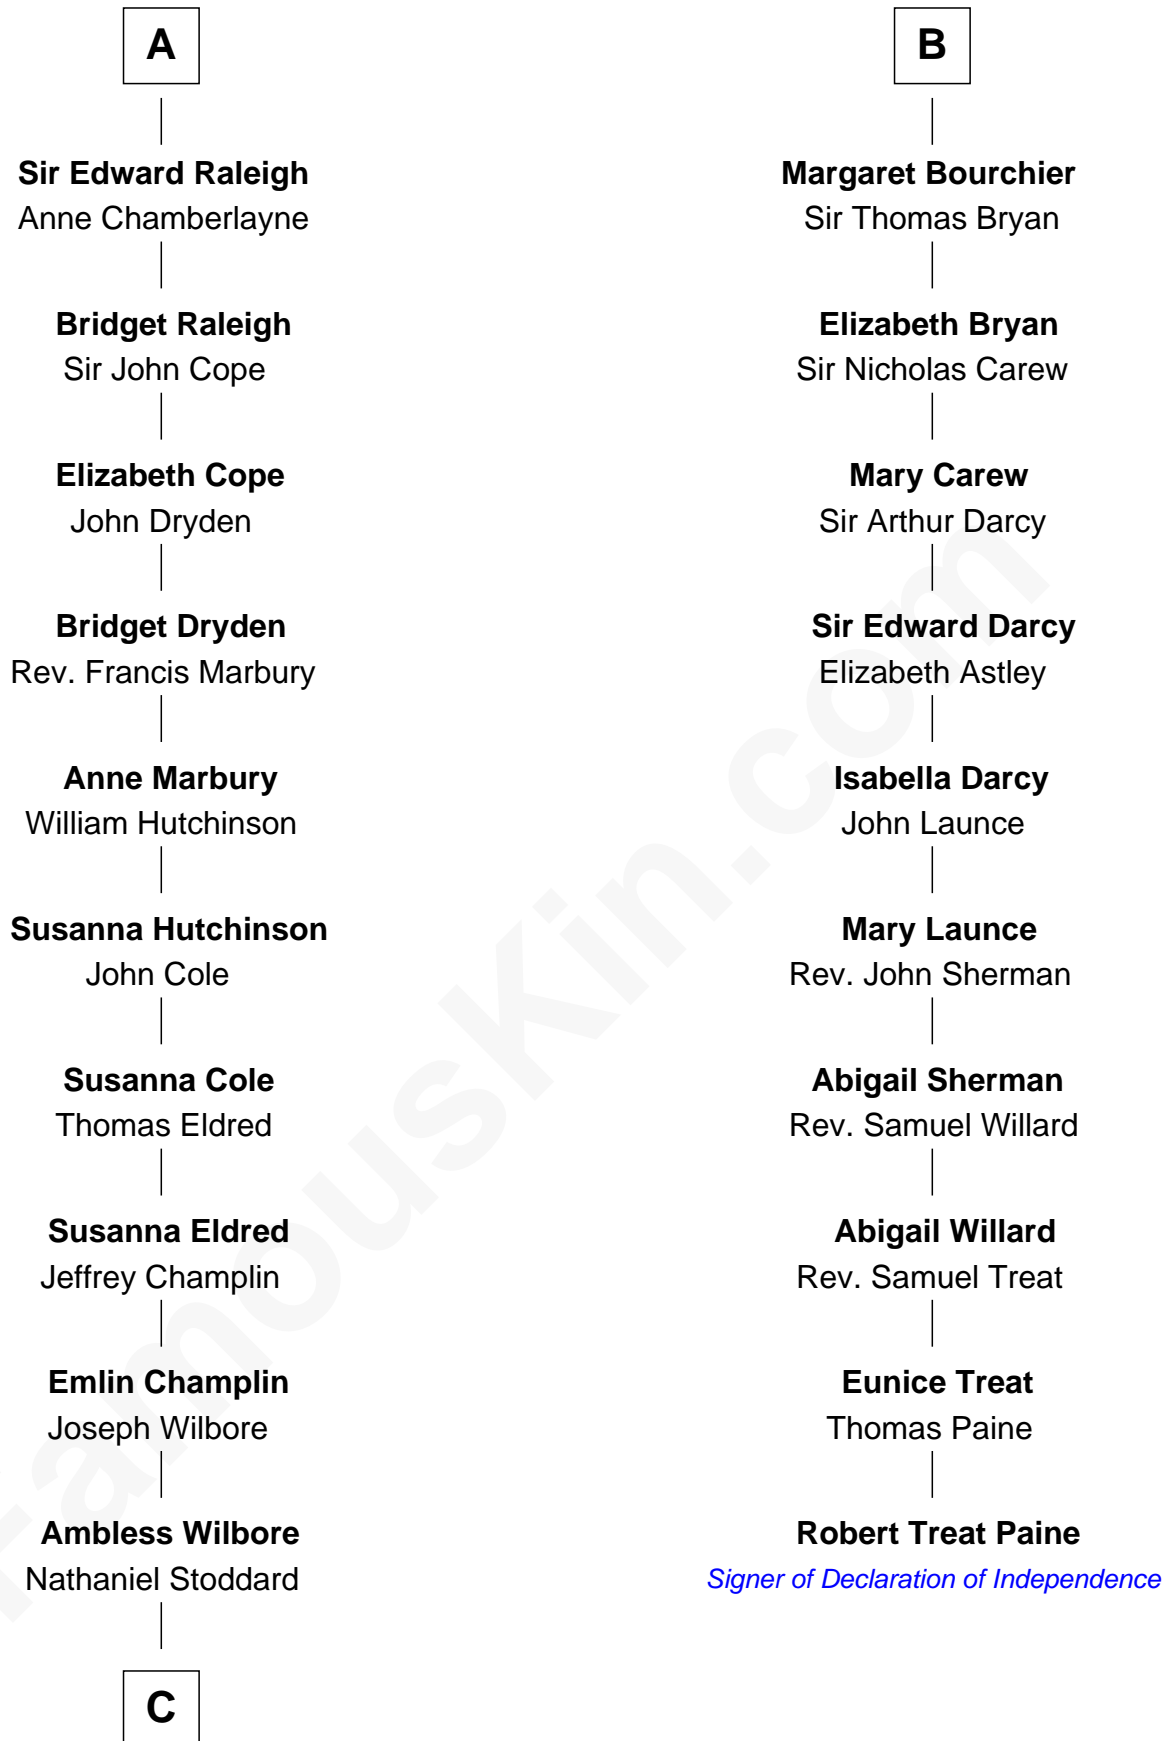 A
Sir Edward Raleigh
Anne Chamberlayne
Bridget Raleigh
Sir John Cope
Elizabeth Cope
John Dryden
Bridget Dryden
Rev. Francis Marbury
Anne Marbury
William Hutchinson
Susanna Hutchinson
John Cole
Susanna Cole
Thomas Eldred
Susanna Eldred
Jeffrey Champlin
Emlin Champlin
Joseph Wilbore
Ambless Wilbore
Nathaniel Stoddard
C
B
Margaret Bourchier
Sir Thomas Bryan
Elizabeth Bryan
Sir Nicholas Carew
Mary Carew
Sir Arthur Darcy
Sir Edward Darcy
Elizabeth Astley
Isabella Darcy
John Launce
Mary Launce
Rev. John Sherman
Abigail Sherman
Rev. Samuel Willard
Abigail Willard
Rev. Samuel Treat
Eunice Treat
Thomas Paine
Robert Treat Paine
Signer of Declaration of Independence
FamousKin.com